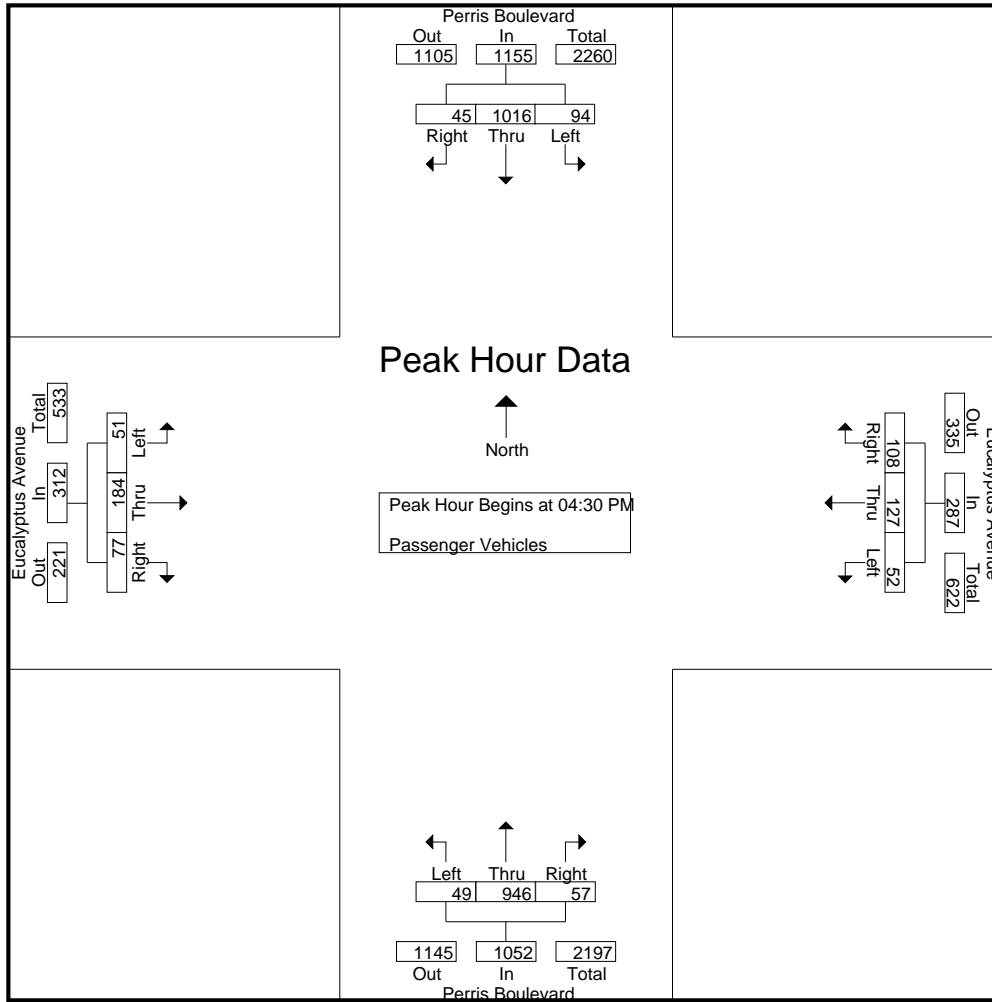 Perris Boulevard
Out In Total
1105 1155 2260
45 1016 94
Right Thru Left
Peak Hour Data
North
Peak Hour Begins at 04:30 PM
Passenger Vehicles
Eucalyptus Avenue
Out In Total
221 312 533
77 184 51
Right Thru Left
Eucalyptus Avenue
Out In Total
335 287 622
108 127 52
Right Thru Left
Left Thru Right
49 946 57
1145 1052 2197
Out In Total
Perris Boulevard